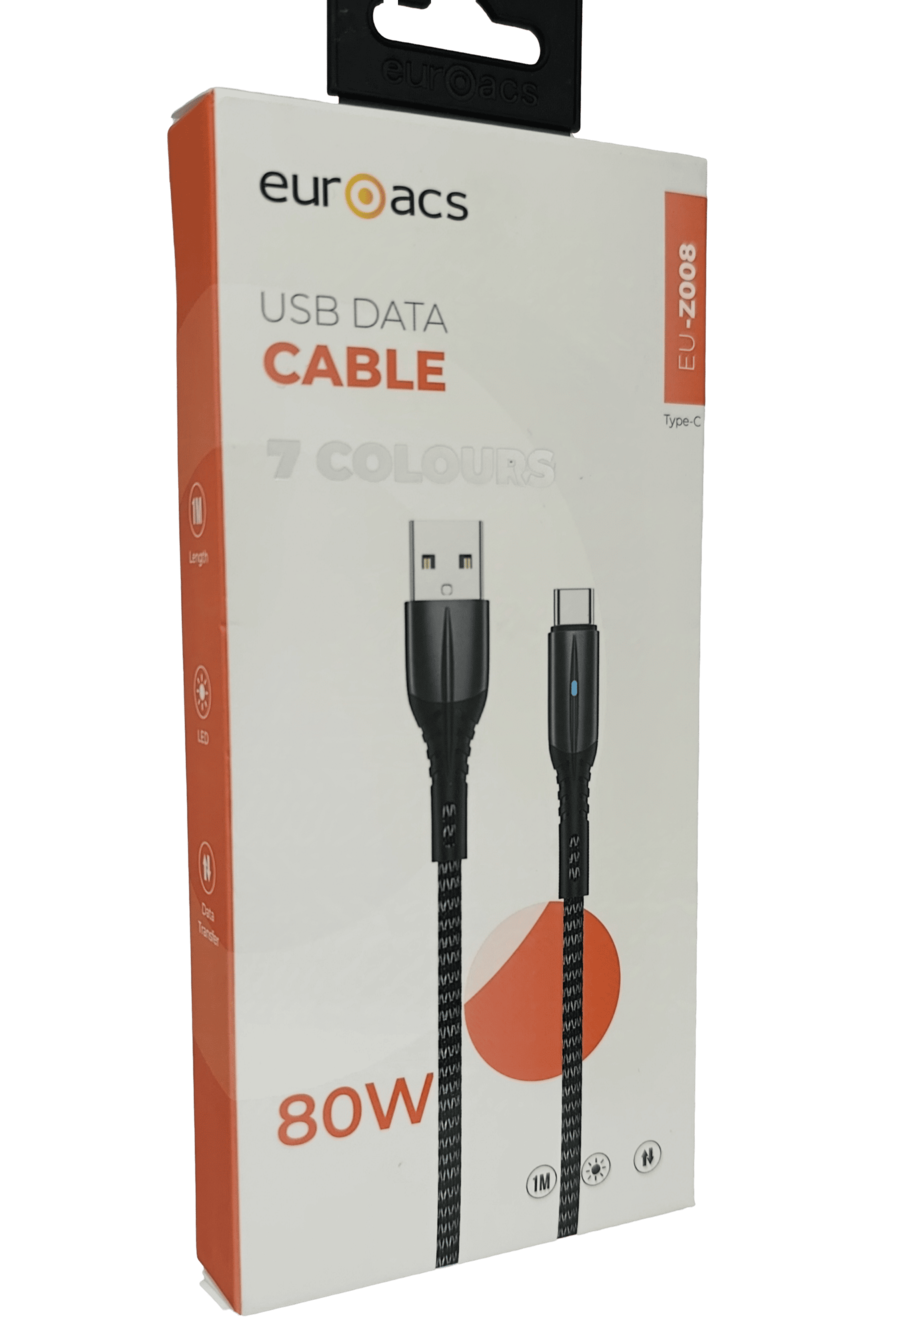 euroacs
euroacs
USB DATA
CABLE
7 COLOURS
EU-Z008
Type-C
1M
Length
LED
Data
Transfer
80W
1M